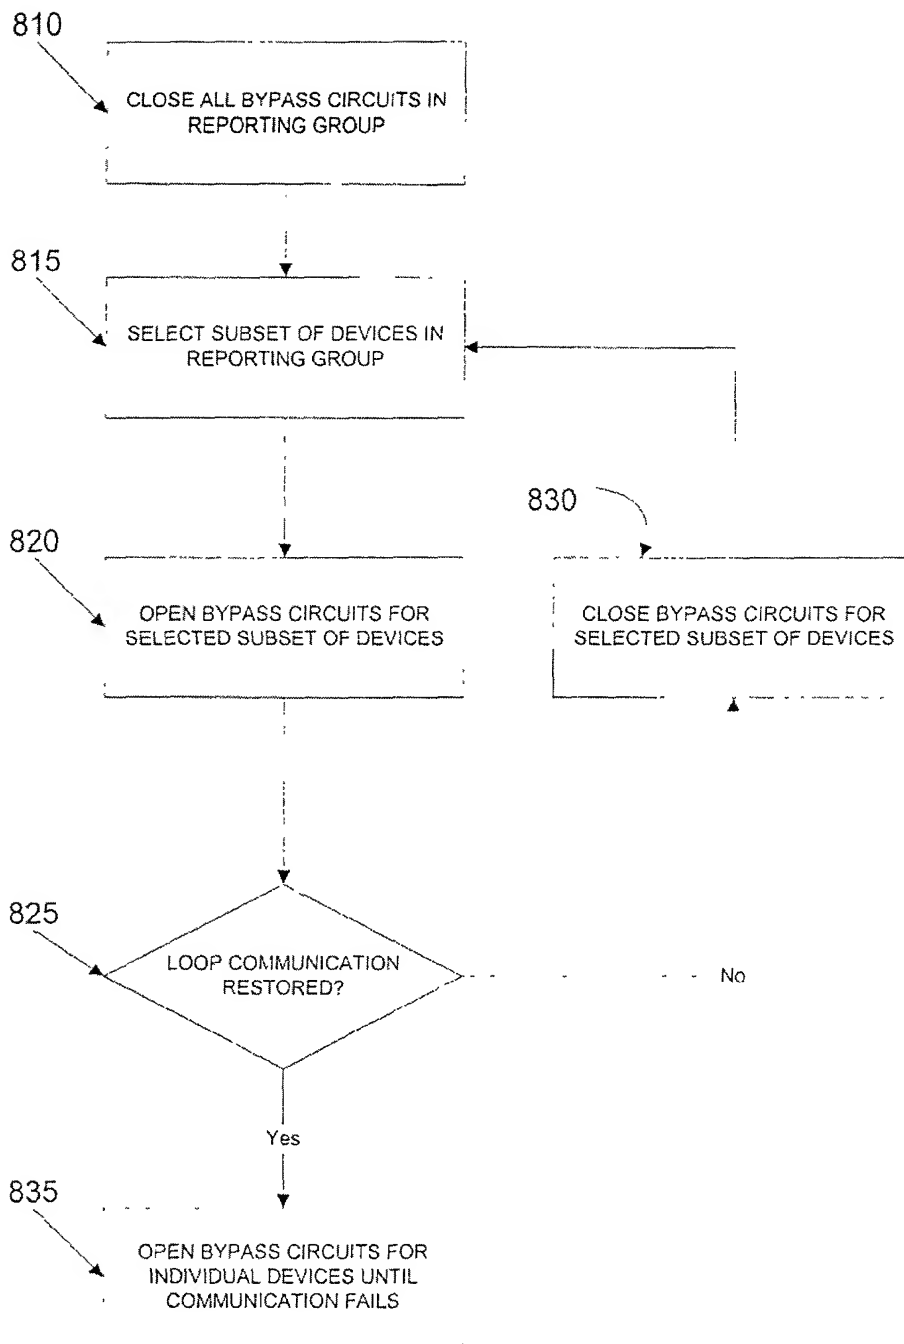 810
CLOSE ALL BYPASS CIRCUITS IN
REPORTING GROUP
815
SELECT SUBSET OF DEVICES IN
REPORTING GROUP
830
820
OPEN BYPASS CIRCUITS FOR
SELECTED SUBSET OF DEVICES
CLOSE BYPASS CIRCUITS FOR
SELECTED SUBSET OF DEVICES
825
LOOP COMMUNICATION
RESTORED?
No
Yes
835
OPEN BYPASS CIRCUITS FOR
INDIVIDUAL DEVICES UNTIL
COMMUNICATION FAILS